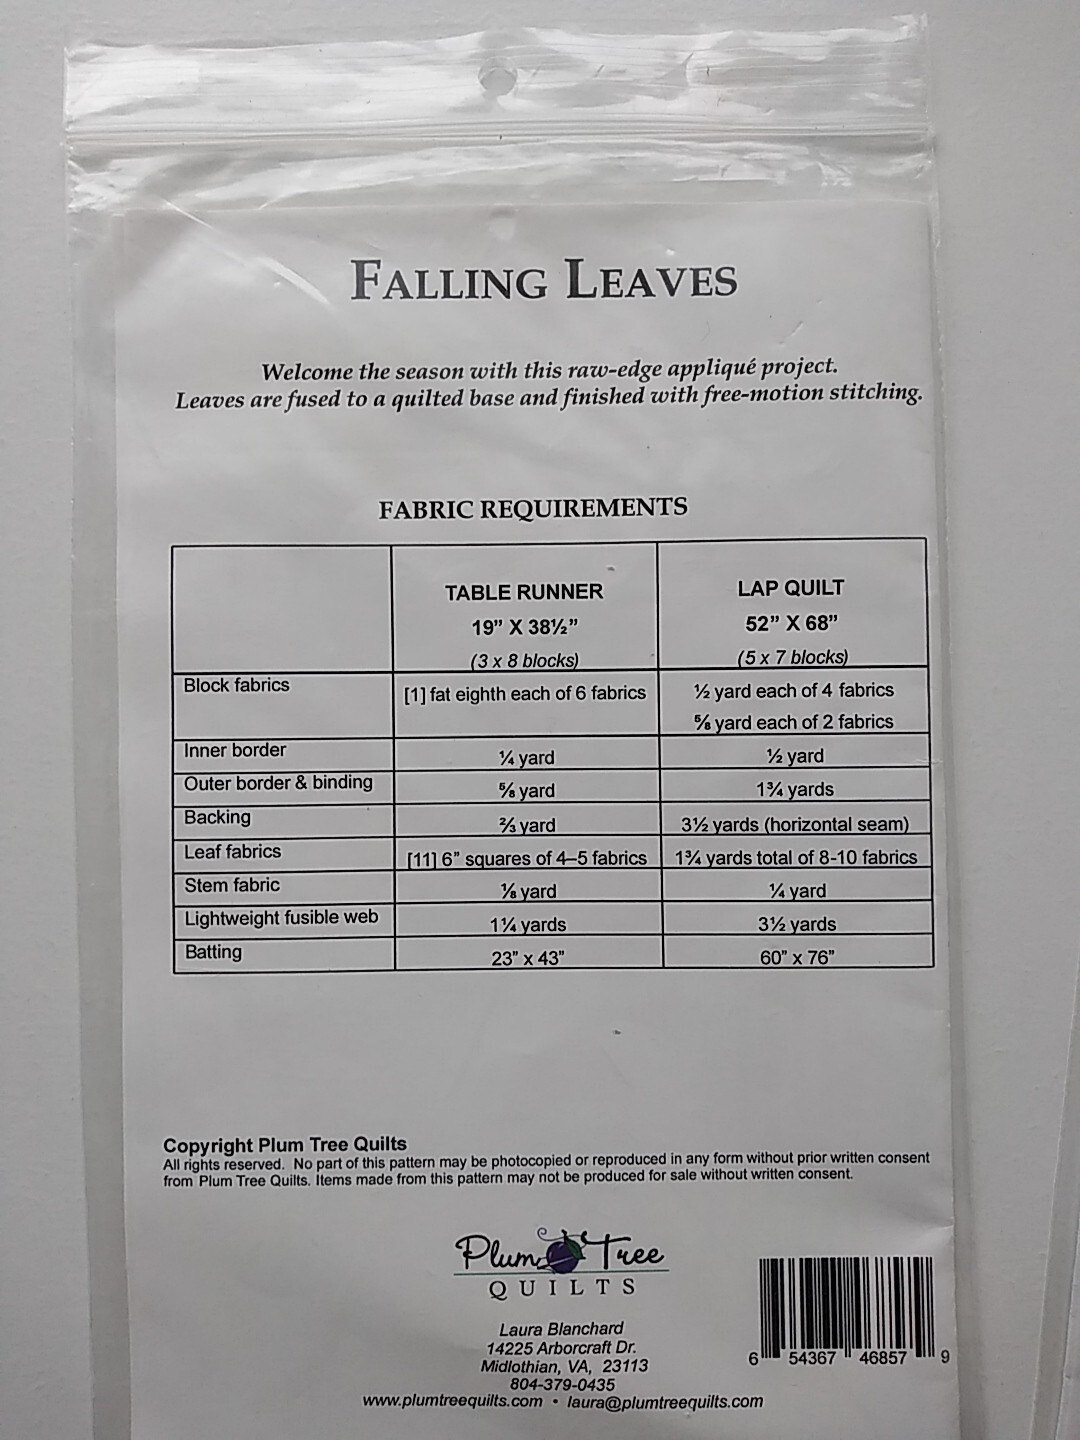 FALLING LEAVES
Welcome the season with this raw-edge appliqué project.
Leaves are fused to a quilted base and finished with free-motion stitching.
FABRIC REQUIREMENTS
TABLE RUNNER
19” X 38½”
(3 x 8 blocks)
LAP QUILT
52” X 68”
(5 x 7 blocks)
Block fabrics
[1] fat eighth each of 6 fabrics
½ yard each of 4 fabrics
⅝ yard each of 2 fabrics
Inner border
¼ yard
½ yard
Outer border & binding
⅝ yard
1¾ yards
Backing
⅔ yard
3½ yards (horizontal seam)
Leaf fabrics
[11] 6” squares of 4–5 fabrics
1¾ yards total of 8-10 fabrics
Stem fabric
⅛ yard
¼ yard
Lightweight fusible web
1¼ yards
3½ yards
Batting
23” x 43”
60” x 76”
Copyright Plum Tree Quilts
All rights reserved. No part of this pattern may be photocopied or reproduced in any form without prior written consent
from Plum Tree Quilts. Items made from this pattern may not be produced for sale without written consent.
Plum Tree
QUILTS
Laura Blanchard
14225 Arborcraft Dr.
Midlothian, VA, 23113
804-379-0435
www.plumtreequilts.com • laura@plumtreequilts.com
6 54367 46857 9